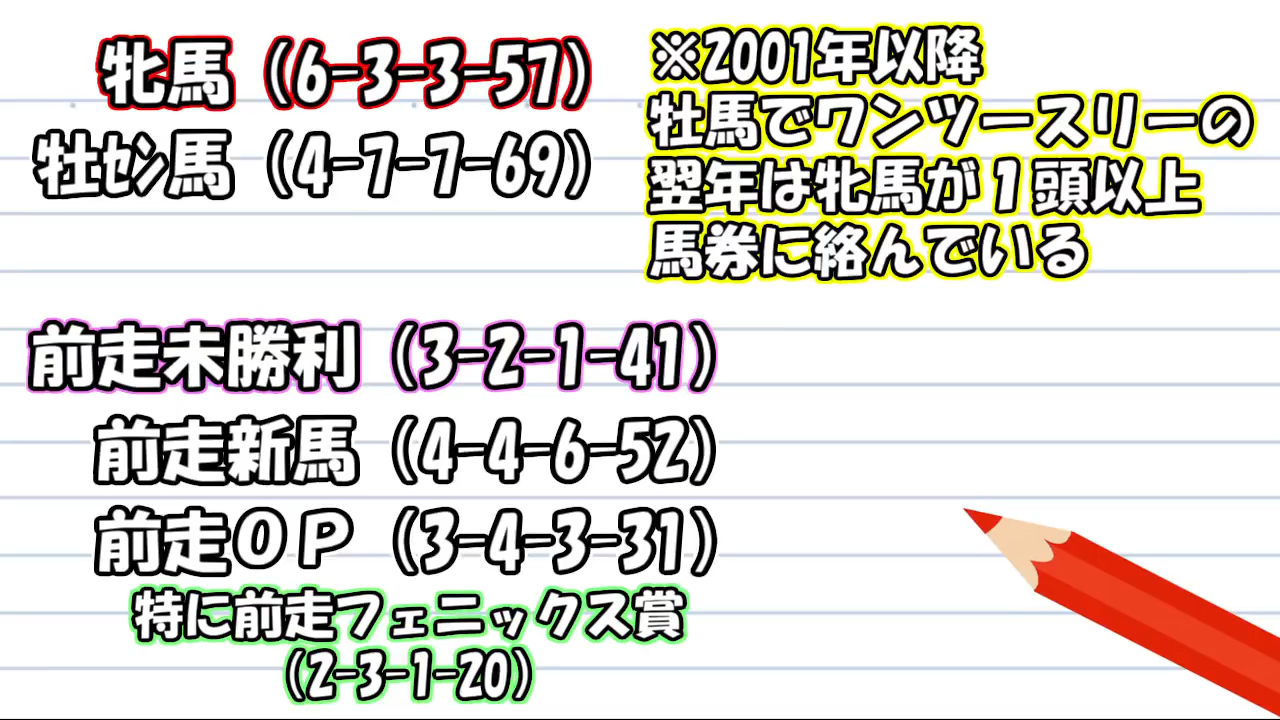 牝馬（6-3-3-57）
牡ｾﾝ馬（4-7-7-69）
※2001年以降
牡馬でワンツースリーの
翌年は牝馬が１頭以上
馬券に絡んでいる
前走未勝利（3-2-1-41）
前走新馬（4-4-6-52）
前走ＯＰ（3-4-3-31）
特に前走フェニックス賞
（2-3-1-20）